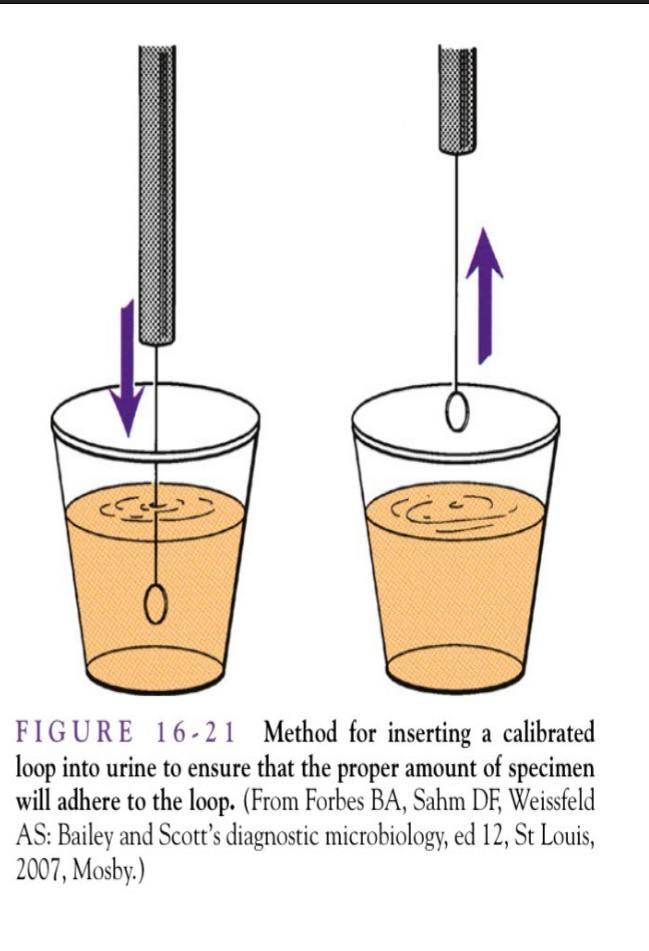 FIGURE 16-21 Method for inserting a calibrated
loop into urine to ensure that the proper amount of specimen
will adhere to the loop. (From Forbes BA, Sahm DF, Weissfeld
AS: Bailey and Scott's diagnostic microbiology, ed 12, St Louis,
2007, Mosby.)